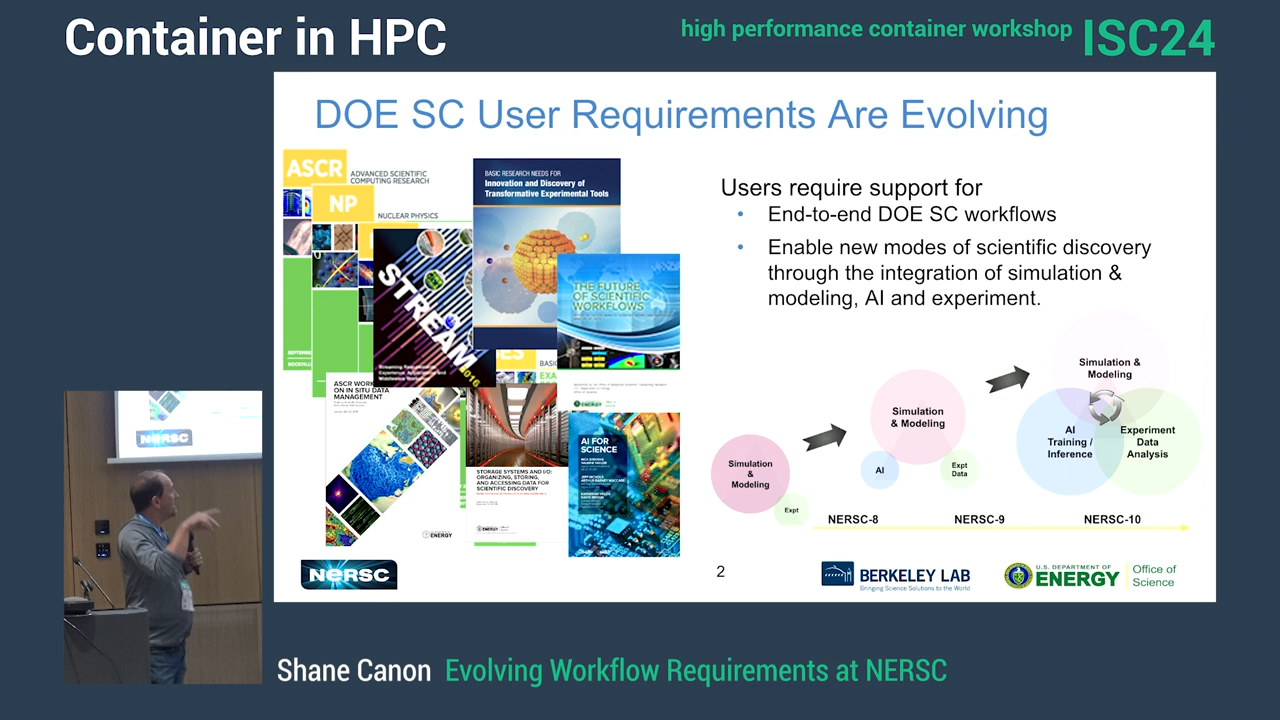 Container in HPC
high performance container workshop ISC24
DOE SC User Requirements Are Evolving
ASCR
ADVANCED SCIENTIFIC
COMPUTING RESEARCH
NP
NUCLEAR PHYSICS
BASIC RESEARCH NEEDS FOR
Innovation and Discovery of
Transformative Experimental Tools
STREAM
2016
THE FUTURE
OF SCIENTIFIC
WORKFLOWS
ASCR WORK
ON IN SITU DATA
MANAGEMENT
ENERGY
STORAGE SYSTEMS AND I/O:
ORGANIZING, STORING,
AND ACCESSING DATA FOR
SCIENTIFIC DISCOVERY
ENERGY
ENERGY
AI FOR
SCIENCE
Users require support for
• End-to-end DOE SC workflows
• Enable new modes of scientific discovery
through the integration of simulation &
modeling, AI and experiment.
Simulation
&
Modeling
Expt
Simulation
& Modeling
AI
Expt
Data
Simulation &
Modeling
AI
Training /
Inference
Experiment
Data
Analysis
NERSC-8
NERSC-9
NERSC-10
NERSC
2
BERKELEY LAB
Bringing Science Solutions to the World
U.S. DEPARTMENT OF
ENERGY
Office of
Science
NERSC
Shane Canon Evolving Workflow Requirements at NERSC